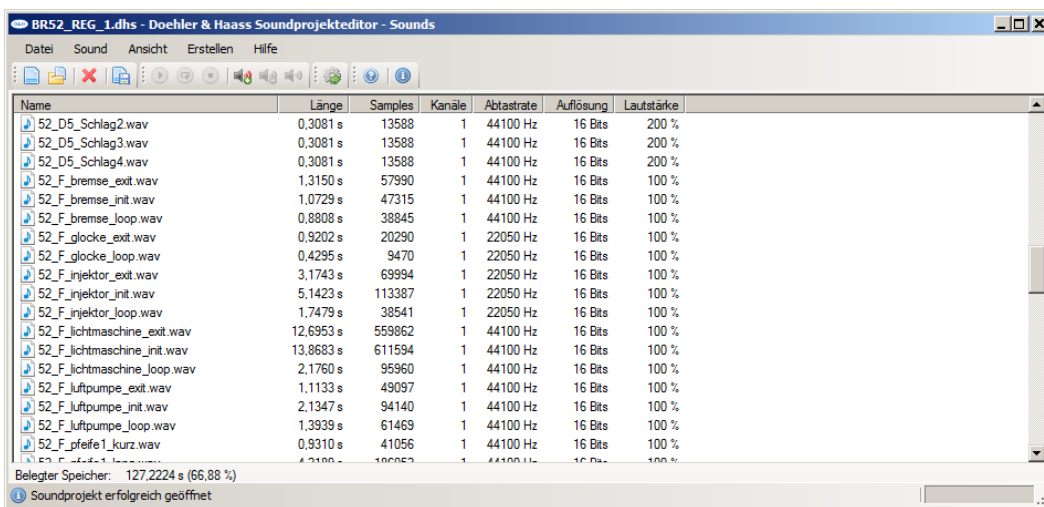 D&H BR52_REG_1.dhs - Doehler & Haass Soundprojekteditor - Sounds
Datei Sound Ansicht Erstellen Hilfe
Name Länge Samples Kanäle Abtastrate Auflösung Lautstärke
52_D5_Schlag2.wav 0,3081 s 13588 1 44100 Hz 16 Bits 200 %
52_D5_Schlag3.wav 0,3081 s 13588 1 44100 Hz 16 Bits 200 %
52_D5_Schlag4.wav 0,3081 s 13588 1 44100 Hz 16 Bits 200 %
52_F_bremse_exit.wav 1,3150 s 57990 1 44100 Hz 16 Bits 100 %
52_F_bremse_init.wav 1,0729 s 47315 1 44100 Hz 16 Bits 100 %
52_F_bremse_loop.wav 0,8808 s 38845 1 44100 Hz 16 Bits 100 %
52_F_glocke_exit.wav 0,9202 s 20290 1 22050 Hz 16 Bits 100 %
52_F_glocke_loop.wav 0,4295 s 9470 1 22050 Hz 16 Bits 100 %
52_F_injektor_exit.wav 3,1743 s 69994 1 22050 Hz 16 Bits 100 %
52_F_injektor_init.wav 5,1423 s 113387 1 22050 Hz 16 Bits 100 %
52_F_injektor_loop.wav 1,7479 s 38541 1 22050 Hz 16 Bits 100 %
52_F_lichtmaschine_exit.wav 12,6953 s 559862 1 44100 Hz 16 Bits 100 %
52_F_lichtmaschine_init.wav 13,8683 s 611594 1 44100 Hz 16 Bits 100 %
52_F_lichtmaschine_loop.wav 2,1760 s 95960 1 44100 Hz 16 Bits 100 %
52_F_luftpumpe_exit.wav 1,1133 s 49097 1 44100 Hz 16 Bits 100 %
52_F_luftpumpe_init.wav 2,1347 s 94140 1 44100 Hz 16 Bits 100 %
52_F_luftpumpe_loop.wav 1,3939 s 61469 1 44100 Hz 16 Bits 100 %
52_F_pfeife1_kurz.wav 0,9310 s 41056 1 44100 Hz 16 Bits 100 %
Belegter Speicher: 127,2224 s (66,88 %)
Soundprojekt erfolgreich geöffnet